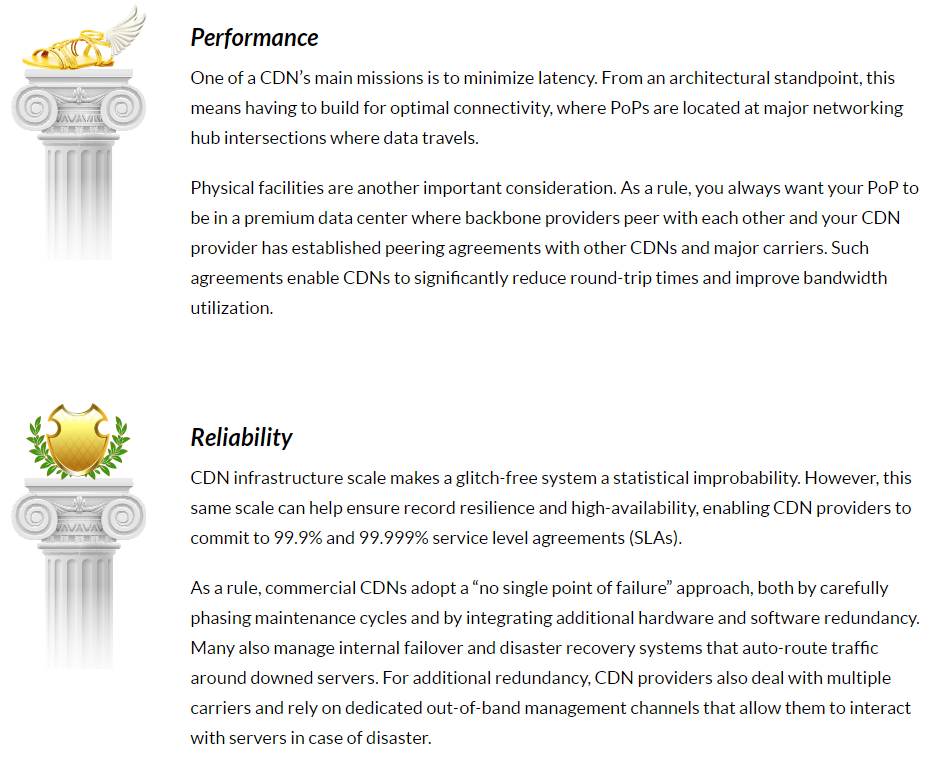 Performance
One of a CDN’s main missions is to minimize latency. From an architectural standpoint, this
means having to build for optimal connectivity, where PoPs are located at major networking
hub intersections where data travels.
Physical facilities are another important consideration. As a rule, you always want your PoP to
be in a premium data center where backbone providers peer with each other and your CDN
provider has established peering agreements with other CDNs and major carriers. Such
agreements enable CDNs to significantly reduce round-trip times and improve bandwidth
utilization.
Reliability
CDN infrastructure scale makes a glitch-free system a statistical improbability. However, this
same scale can help ensure record resilience and high-availability, enabling CDN providers to
commit to 99.9% and 99.999% service level agreements (SLAs).
As a rule, commercial CDNs adopt a “no single point of failure” approach, both by carefully
phasing maintenance cycles and by integrating additional hardware and software redundancy.
Many also manage internal failover and disaster recovery systems that auto-route traffic
around downed servers. For additional redundancy, CDN providers also deal with multiple
carriers and rely on dedicated out-of-band management channels that allow them to interact
with servers in case of disaster.